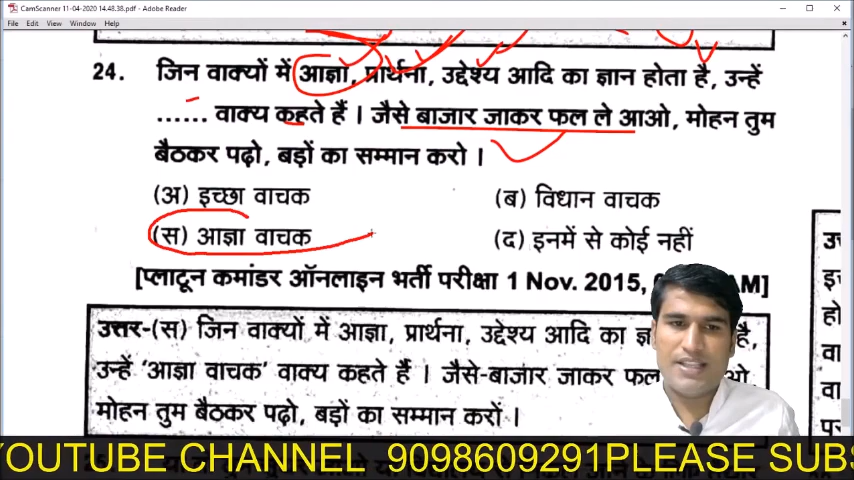 CamScanner 11-04-2020 14.48.38.pdf - Adobe Reader
File Edit View Window Help
24. जिन वाक्यों में आज्ञा, प्रार्थना, उद्देश्य आदि का ज्ञान होता है, उन्हें
...... वाक्य कहते हैं । जैसे बाजार जाकर फल ले आओ, मोहन तुम
बैठकर पढ़ो, बड़ों का सम्मान करो ।
(अ) इच्छा वाचक (ब) विधान वाचक
(स) आज्ञा वाचक (द) इनमें से कोई नहीं
[प्लाटून कमांडर ऑनलाइन भर्ती परीक्षा 1 Nov. 2015, AM]
उत्तर-(स) जिन वाक्यों में आज्ञा, प्रार्थना, उद्देश्य आदि का है,
उन्हें 'आज्ञा वाचक' वाक्य कहते हैं । जैसे-बाजार जाकर फल
मोहन तुम बैठकर पढ़ो, बड़ों का सम्मान करों ।
YOUTUBE CHANNEL 9098609291PLEASE SUBS